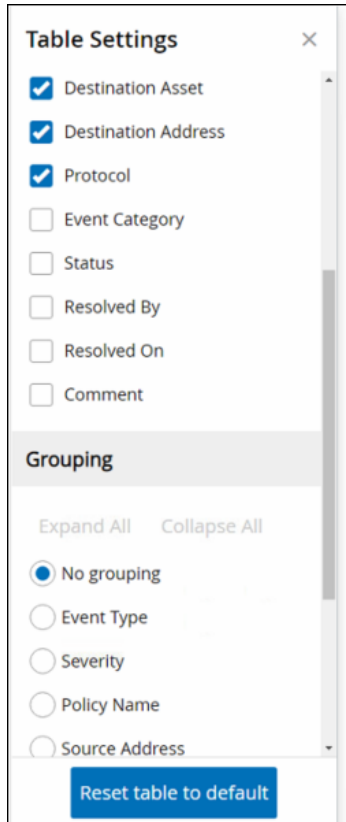 Table Settings
Destination Asset
Destination Address
Protocol
Event Category
Status
Resolved By
Resolved On
Comment
Grouping
Expand All Collapse All
No grouping
Event Type
Severity
Policy Name
Source Address
Reset table to default